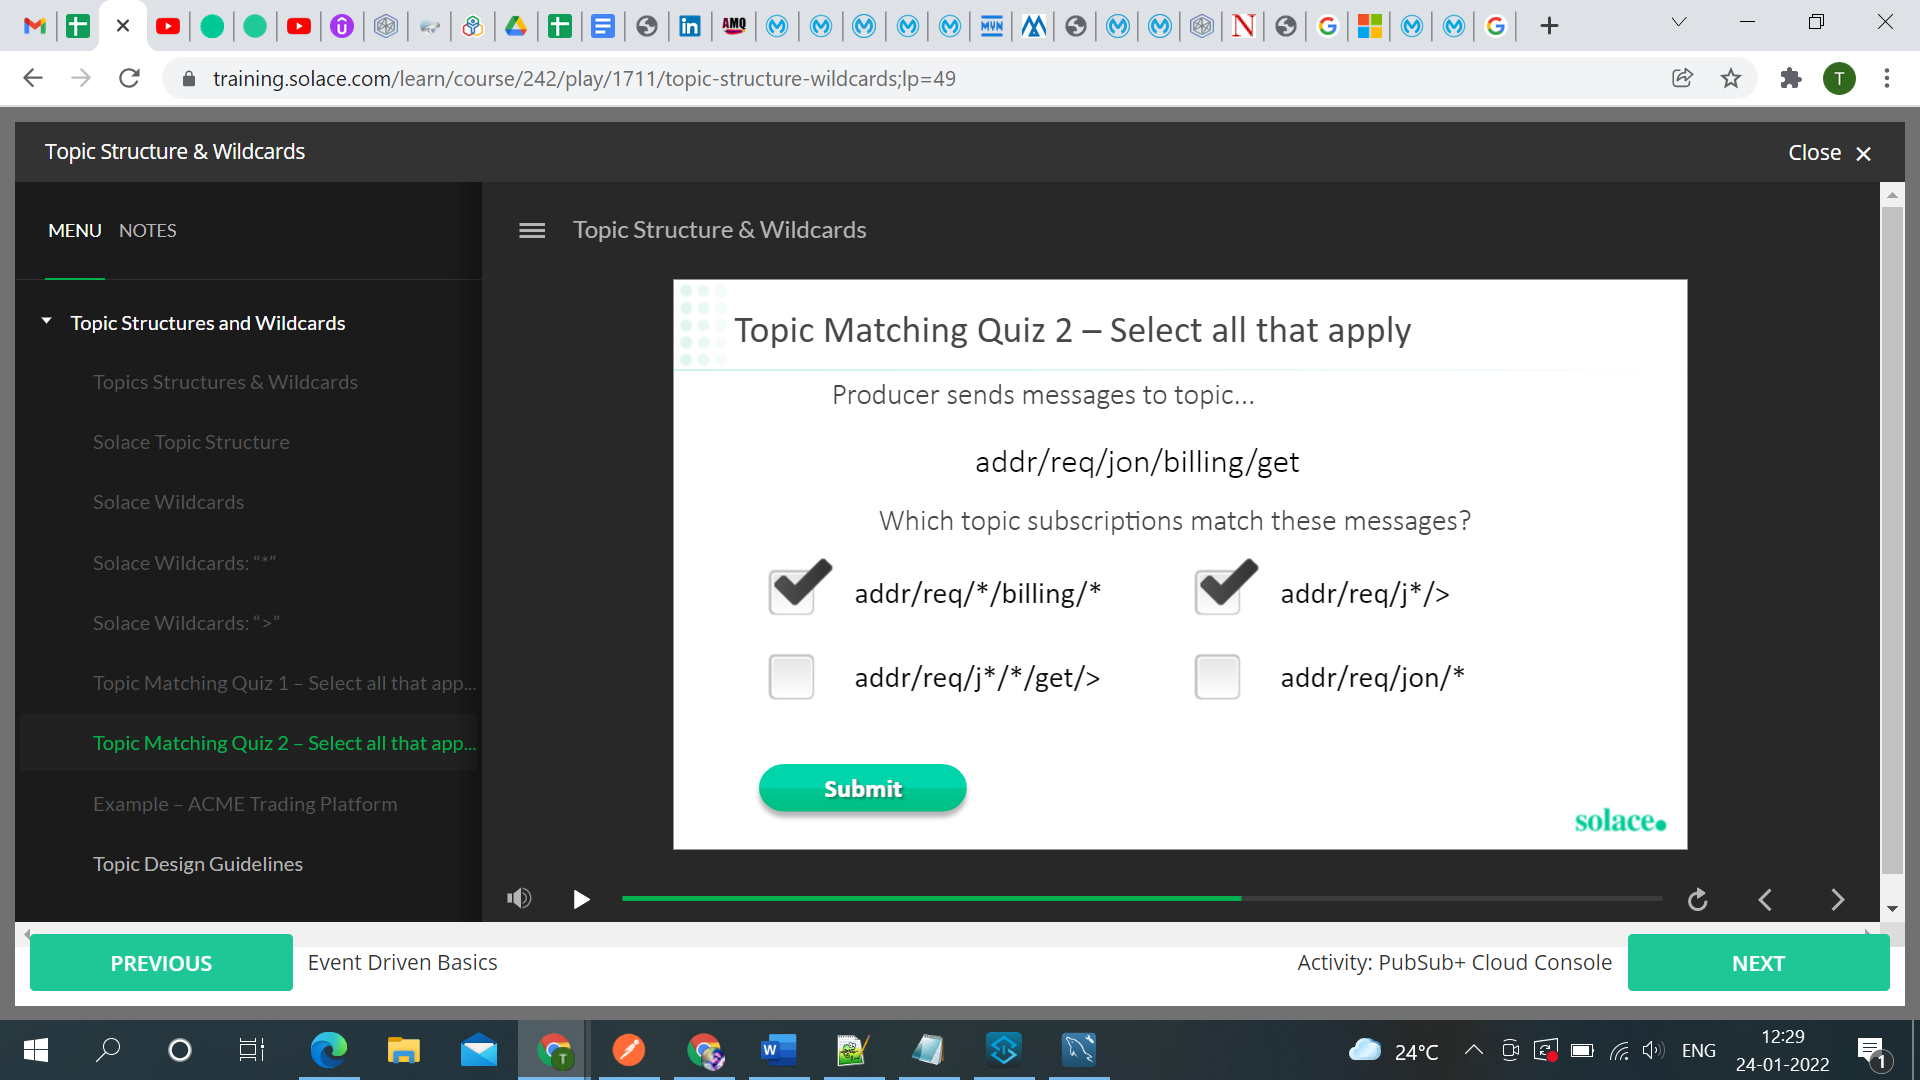 training.solace.com/learn/course/242/play/1711/topic-structure-wildcards;lp=49
T
Topic Structure & Wildcards
Close
MENU NOTES
Topic Structure & Wildcards
Topic Structures and Wildcards
Topics Structures & Wildcards
Solace Topic Structure
Solace Wildcards
Solace Wildcards: “*”
Solace Wildcards: “>”
Topic Matching Quiz 1 – Select all that app...
Topic Matching Quiz 2 – Select all that app...
Example – ACME Trading Platform
Topic Design Guidelines
Topic Matching Quiz 2 – Select all that apply
Producer sends messages to topic...
addr/req/jon/billing/get
Which topic subscriptions match these messages?
addr/req/*/billing/*
addr/req/j*/>
addr/req/j*/*/get/>
addr/req/jon/*
Submit
solace
PREVIOUS
Event Driven Basics
Activity: PubSub+ Cloud Console
NEXT
24°C
ENG
12:29
24-01-2022
1